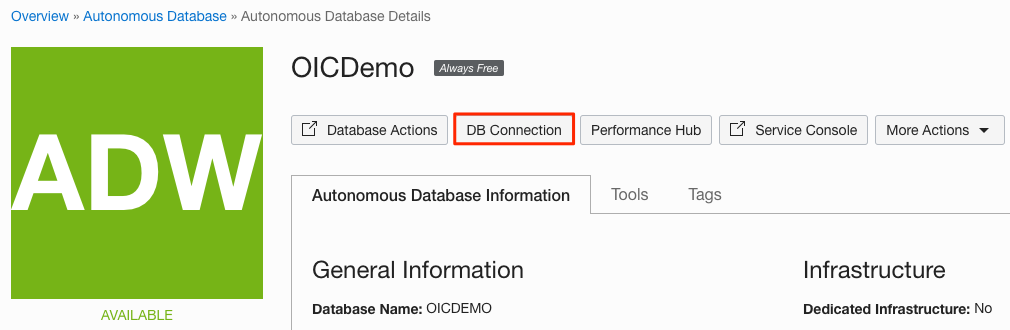 Overview » Autonomous Database » Autonomous Database Details
ADW
AVAILABLE
OICDemo Always Free
Database Actions DB Connection Performance Hub Service Console More Actions
Autonomous Database Information Tools Tags
General Information Infrastructure
Database Name: OICDEMO Dedicated Infrastructure: No